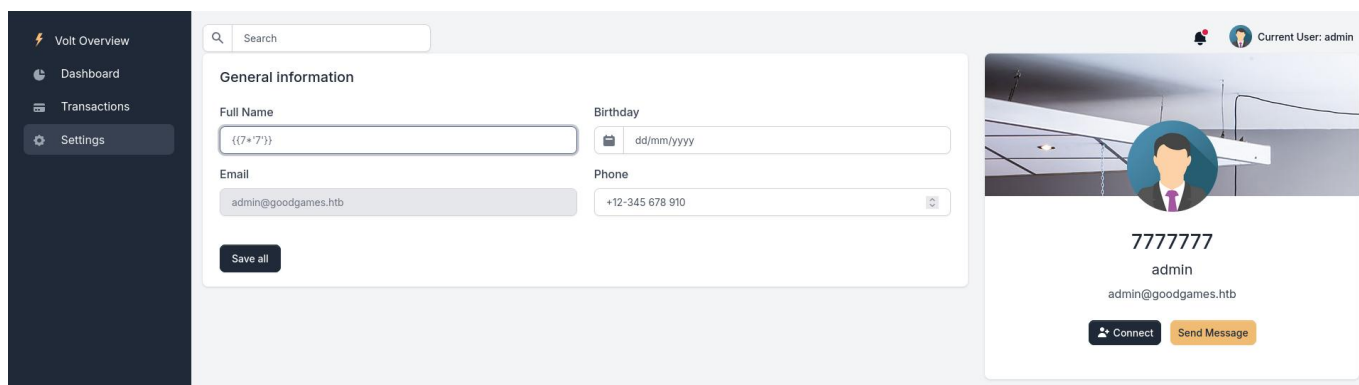 Volt Overview
Dashboard
Transactions
Settings
Search
Current User: admin
General information
Full Name
{{7*'7'}}
Birthday
dd/mm/yyyy
Email
admin@goodgames.htb
Phone
+12-345 678 910
Save all
7777777
admin
admin@goodgames.htb
Connect
Send Message